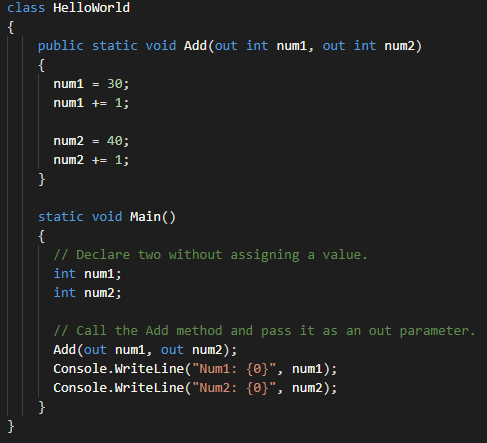 class HelloWorld
{
    public static void Add(out int num1, out int num2)
    {
      num1 = 30;
      num1 += 1;

      num2 = 40;
      num2 += 1;
    }

    static void Main()
    {
      // Declare two without assigning a value.
      int num1;
      int num2;

      // Call the Add method and pass it as an out parameter.
      Add(out num1, out num2);
      Console.WriteLine("Num1: {0}", num1);
      Console.WriteLine("Num2: {0}", num2);
    }
}